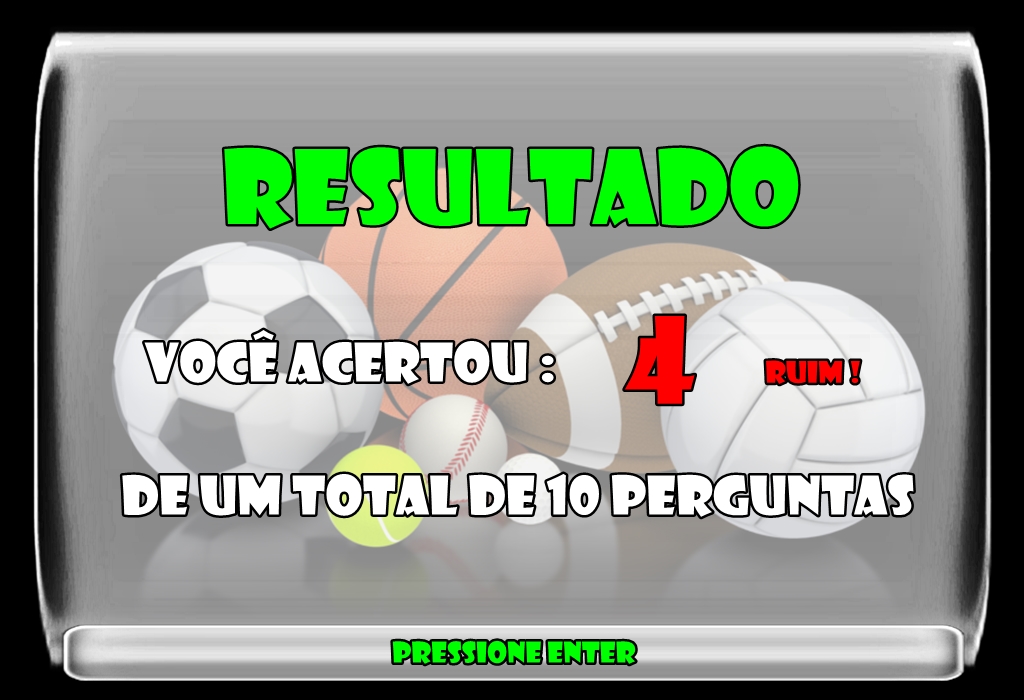 RESULTADO
VOCÊ ACERTOU : 4 RUIM !
DE UM TOTAL DE 10 PERGUNTAS
PRESSIONE ENTER